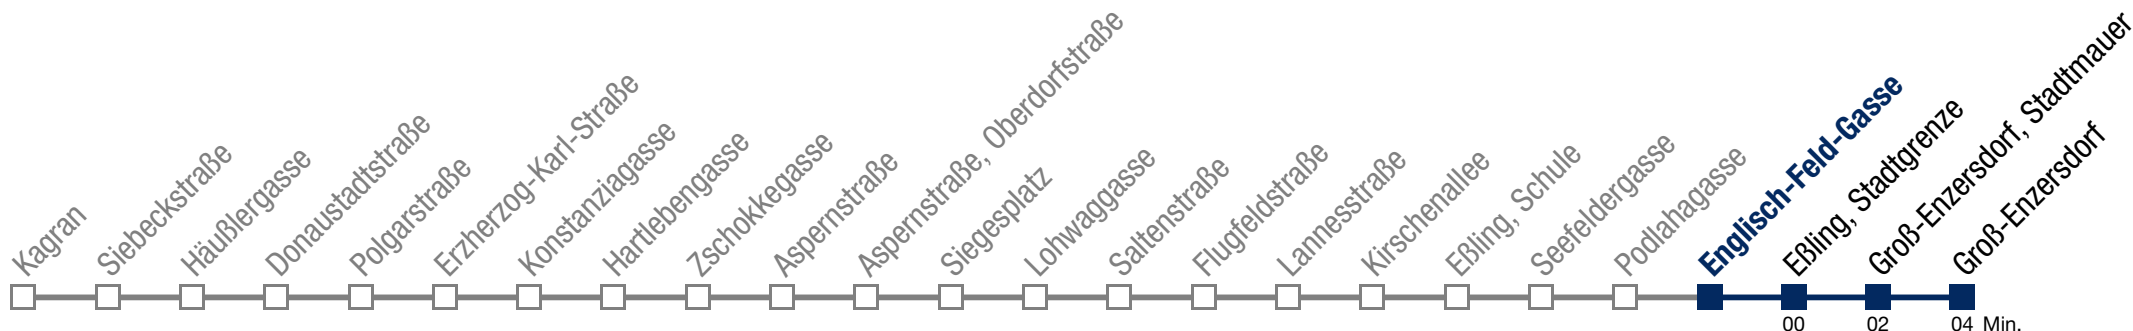 Kagran
Siebeckstraße
Häußlergasse
Donaustadtstraße
Polgarstraße
Erzherzog-Karl-Straße
Konstanziagasse
Hartlebengasse
Zschokkegasse
Aspernstraße
Aspernstraße, Oberdorfstraße
Siegesplatz
Lohwaggasse
Saltenstraße
Flugfeldstraße
Lannesstraße
Kirschenallee
Eßling, Schule
Seefeldergasse
Podlahagasse
Englisch-Feld-Gasse
Eßling, Stadtgrenze
Groß-Enzersdorf, Stadtmauer
Groß-Enzersdorf
00 02 04 Min.